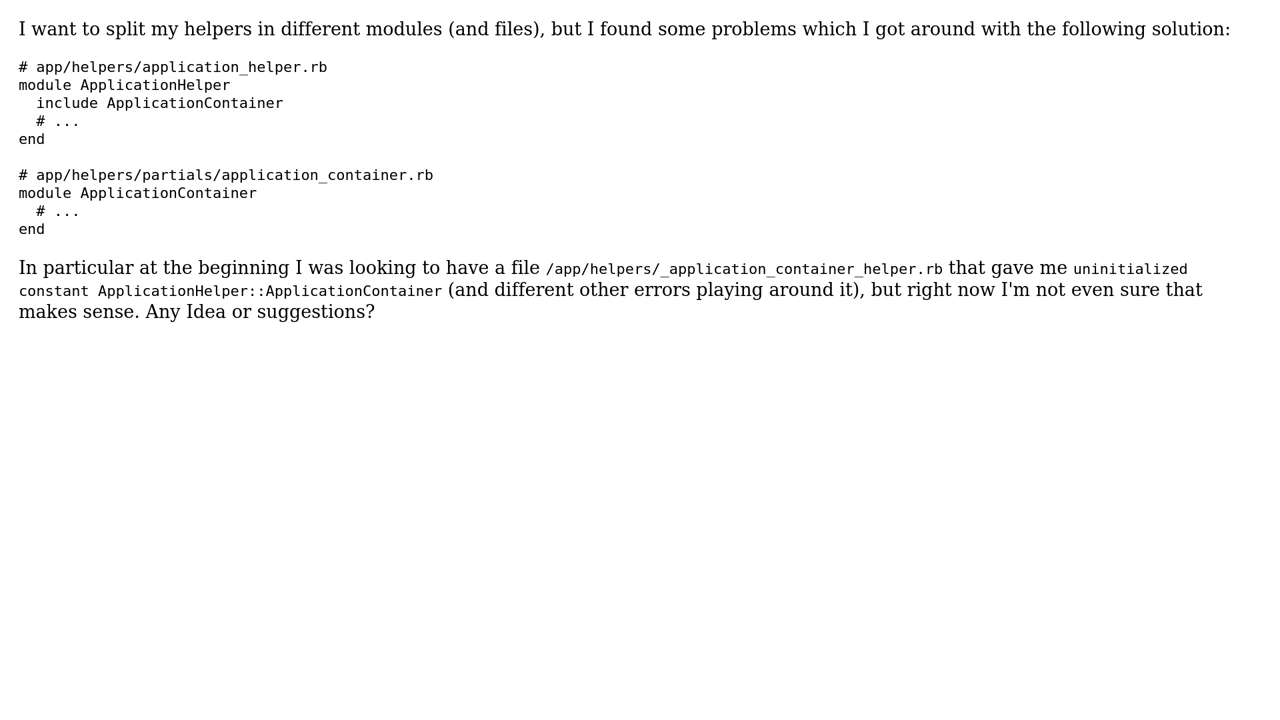 I want to split my helpers in different modules (and files), but I found some problems which I got around with the following solution:
# app/helpers/application_helper.rb
module ApplicationHelper
  include ApplicationContainer
  # ...
end
# app/helpers/partials/application_container.rb
module ApplicationContainer
  # ...
end
In particular at the beginning I was looking to have a file /app/helpers/_application_container_helper.rb that gave me uninitialized
constant ApplicationHelper::ApplicationContainer (and different other errors playing around it), but right now I'm not even sure that
makes sense. Any Idea or suggestions?